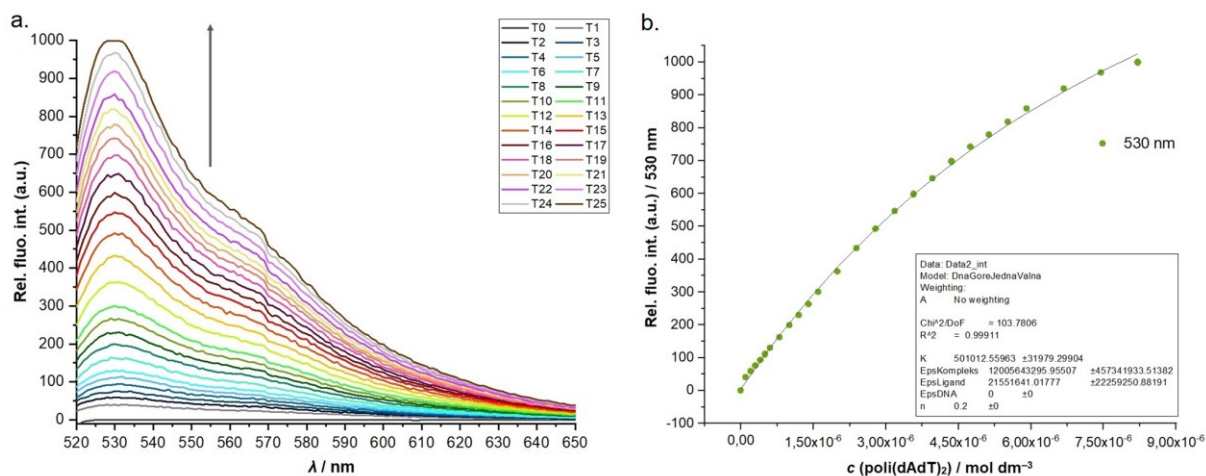 a.
Rel. fluo. int. (a.u.)
1000
900
800
700
600
500
400
300
200
100
0
520 530 540 550 560 570 580 590 600 610 620 630 640 650
λ / nm
T0 T1
T2 T3
T4 T5
T6 T7
T8 T9
T10 T11
T12 T13
T14 T15
T16 T17
T18 T19
T20 T21
T22 T23
T24 T25
b.
Rel. fluo. int. (a.u.) / 530 nm
1000
900
800
700
600
500
400
300
200
100
0
-100
0,00 1,50x10⁻⁶ 3,00x10⁻⁶ 4,50x10⁻⁶ 6,00x10⁻⁶ 7,50x10⁻⁶ 9,00x10⁻⁶
c (poli(dAdT)₂) / mol dm⁻³
530 nm
Data: Data2_int
Model: DnaGoreJednaValna
Weighting:
A No weighting
Chi^2/DoF = 103.7806
R^2 = 0.99911
K 501012.55963 ±31979.29904
EpsKompleks 12005643295.95507 ±457341933.51382
EpsLigand 21551641.01777 ±22259250.88191
EpsDNA 0 ±0
n 0.2 ±0